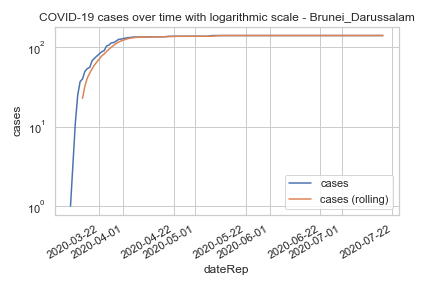 COVID-19 cases over time with logarithmic scale - Brunei_Darussalam
cases
10²
10¹
10⁰
cases
cases (rolling)
2020-03-22
2020-04-01
2020-04-22
2020-05-01
2020-05-22
2020-06-01
2020-06-22
2020-07-01
2020-07-22
dateRep